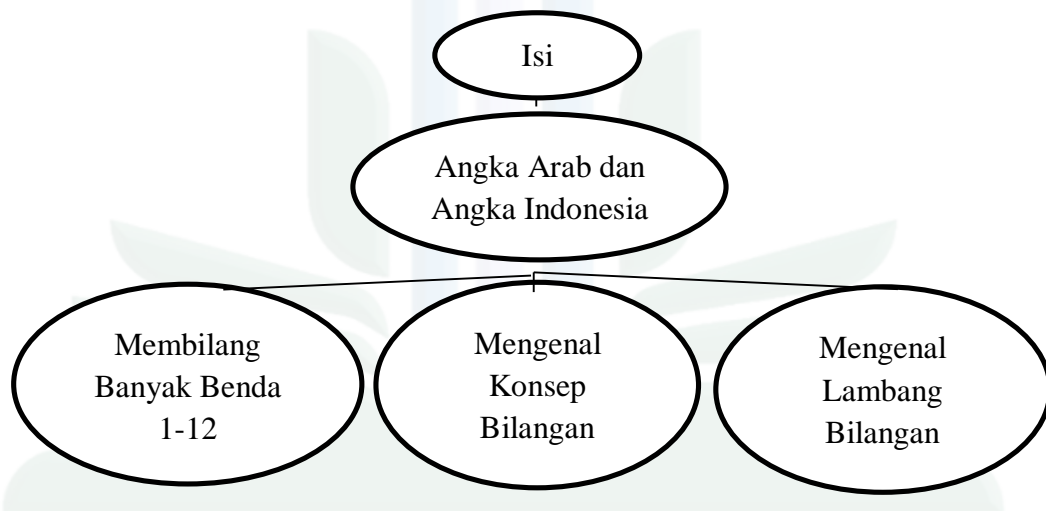 Isi
Angka Arab dan
Angka Indonesia
Membilang
Banyak Benda
1-12
Mengenal
Konsep
Bilangan
Mengenal
Lambang
Bilangan